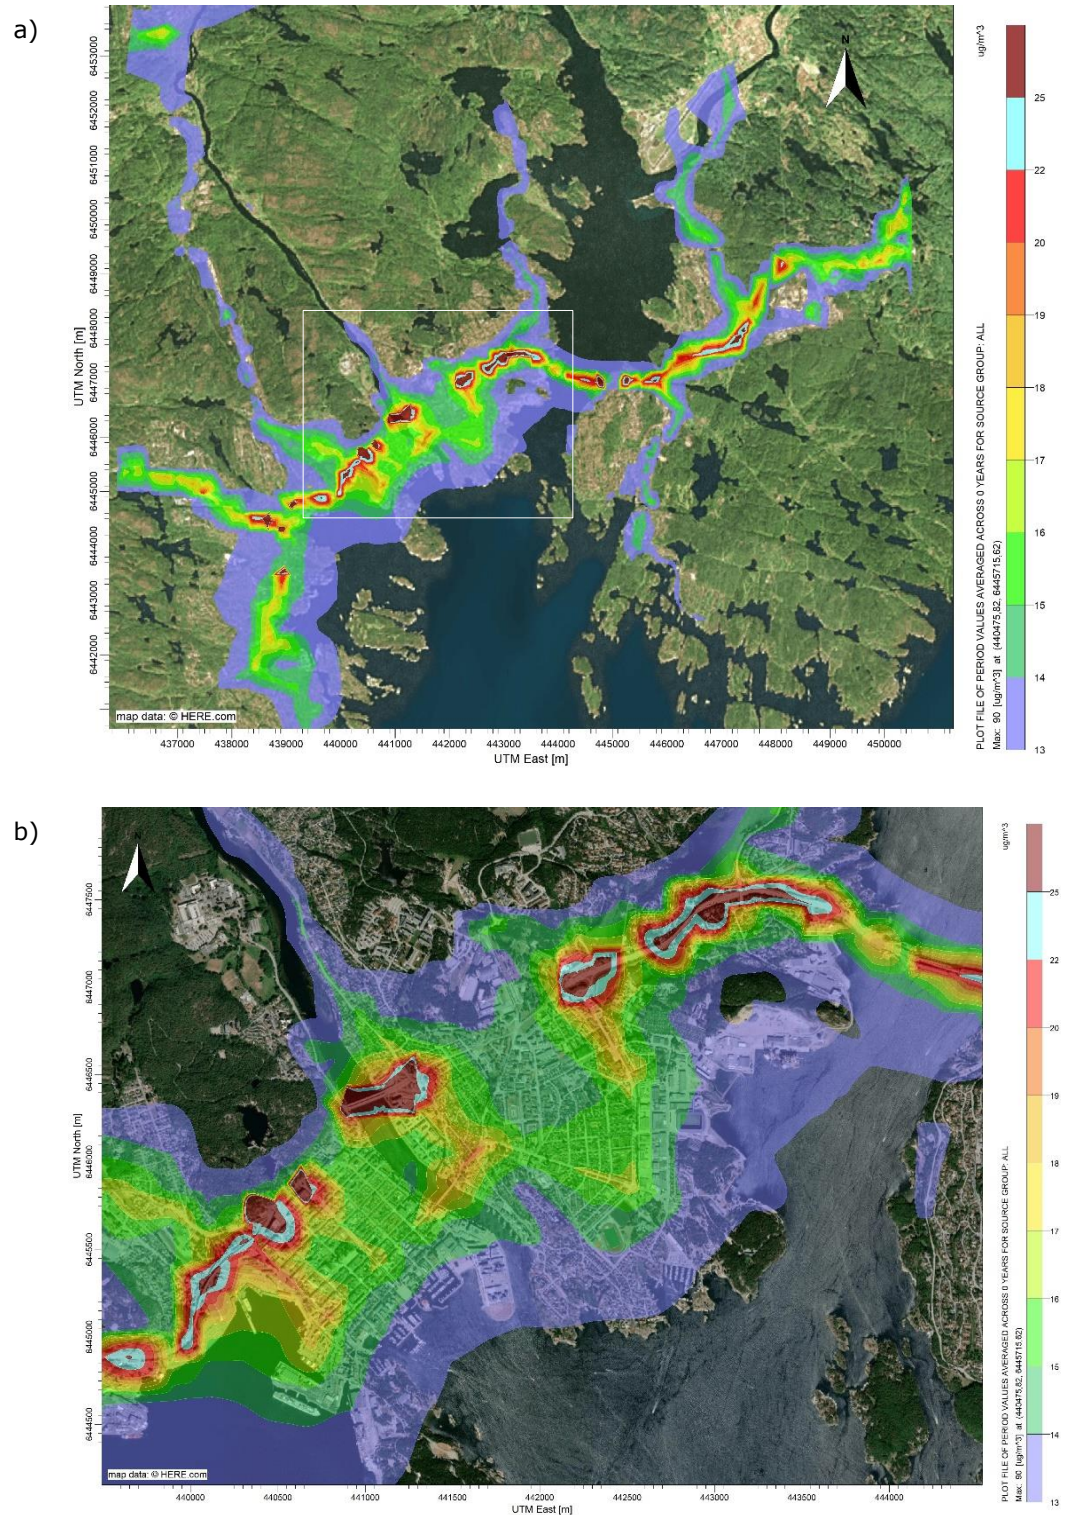 a)
N
ug/m^3
25
22
20
19
18
17
16
15
14
13
PLOT FILE OF PERIOD VALUES AVERAGED ACROSS 0 YEARS FOR SOURCE GROUP: ALL
Max: 90 [ug/m^3] at (440475,82, 6445715,62)
UTM North [m]
6453000
6452000
6451000
6450000
6449000
6448000
6447000
6446000
6445000
6444000
6443000
6442000
map data: © HERE.com
437000 438000 439000 440000 441000 442000 443000 444000 445000 446000 447000 448000 449000 450000
UTM East [m]
b)
N
ug/m^3
25
22
20
19
18
17
16
15
14
13
PLOT FILE OF PERIOD VALUES AVERAGED ACROSS 0 YEARS FOR SOURCE GROUP: ALL
Max: 90 [ug/m^3] at (440475,82, 6445715,62)
UTM North [m]
6447500
6447000
6446500
6446000
6445500
6445000
6444500
map data: © HERE.com
440000 440500 441000 441500 442000 442500 443000 443500 444000
UTM East [m]